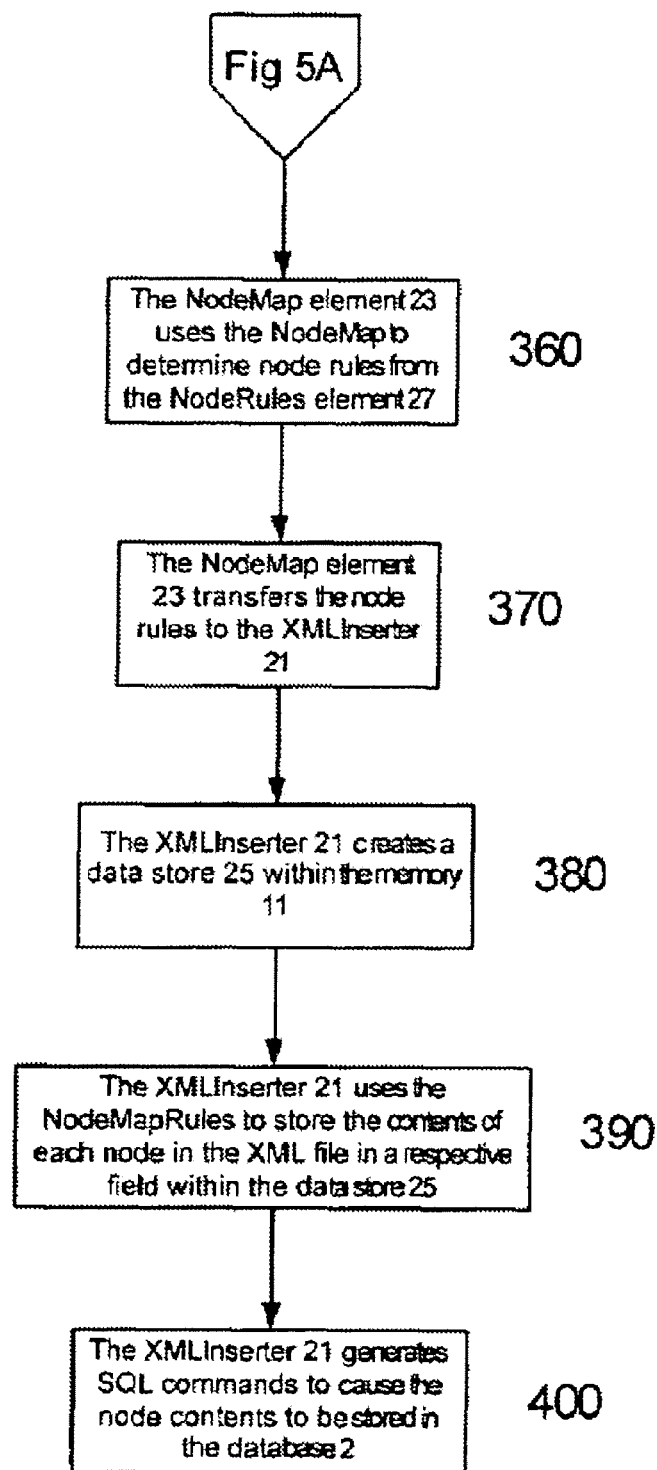 Fig 5A
The NodeMap element 23
uses the NodeMap to
determine node rules from
the NodeRules element 27
360
The NodeMap element
23 transfers the node
rules to the XMLInserter
21
370
The XMLInserter 21 creates a
data store 25 within the memory
11
380
The XMLInserter 21 uses the
NodeMapRules to store the contents of
each node in the XML file in a respective
field within the data store 25
390
The XMLInserter 21 generates
SQL commands to cause the
node contents to be stored in
the database 2
400